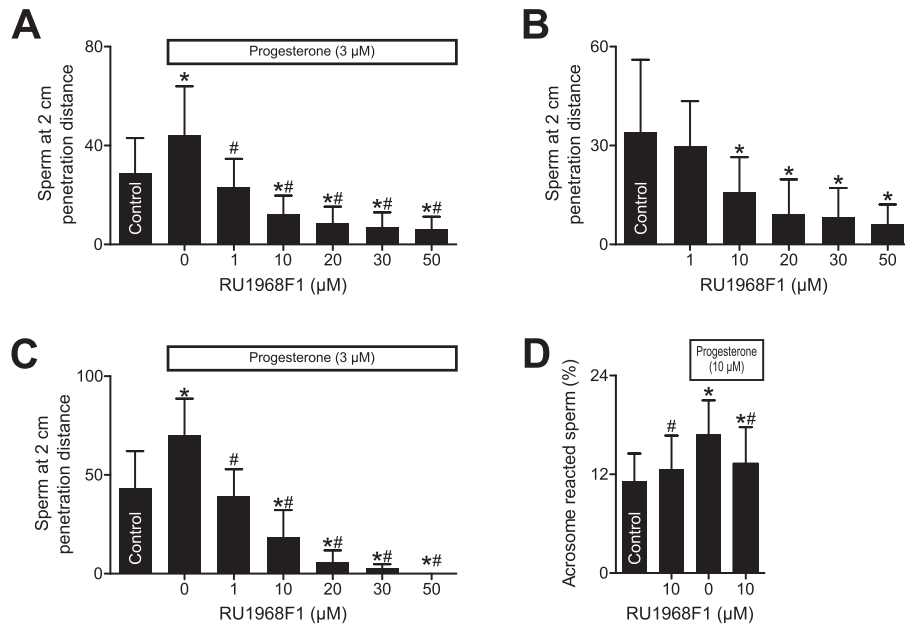 A
Progesterone (3 µM)
80
40
0
Sperm at 2 cm
penetration distance
Control
*
#
*#
*#
*#
*#
0 1 10 20 30 50
RU1968F1 (µM)
B
60
30
0
Sperm at 2 cm
penetration distance
Control
*
*
*
*
1 10 20 30 50
RU1968F1 (µM)
C
Progesterone (3 µM)
100
50
0
Sperm at 2 cm
penetration distance
Control
*
#
*#
*#
*#
*#
0 1 10 20 30 50
RU1968F1 (µM)
D
Progesterone
(10 µM)
24
12
0
Acrosome reacted sperm (%)
Control
#
*
*#
10 0 10
RU1968F1 (µM)